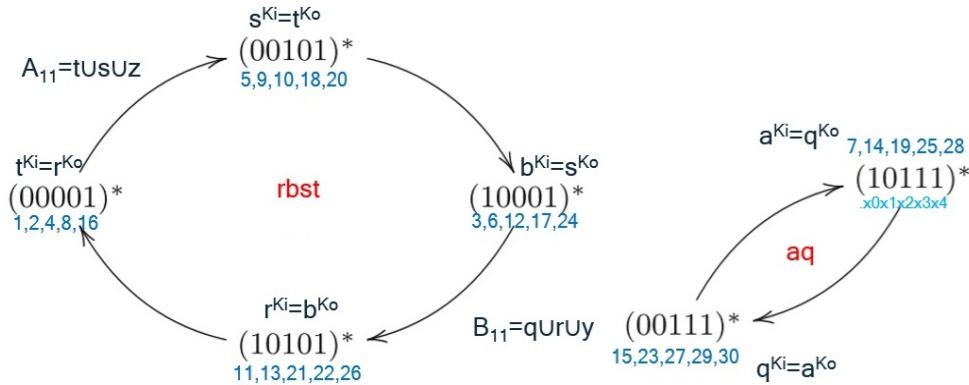 s^Ki=t^Ko
(00101)*
5,9,10,18,20
A₁₁=t∪s∪z
t^Ki=r^Ko
(00001)*
1,2,4,8,16
rbst
b^Ki=s^Ko
(10001)*
3,6,12,17,24
r^Ki=b^Ko
(10101)*
11,13,21,22,26
a^Ki=q^Ko
7,14,19,25,28
(10111)*
.x0x1x2x3x4
aq
B₁₁=q∪r∪y
(00111)*
15,23,27,29,30
q^Ki=a^Ko